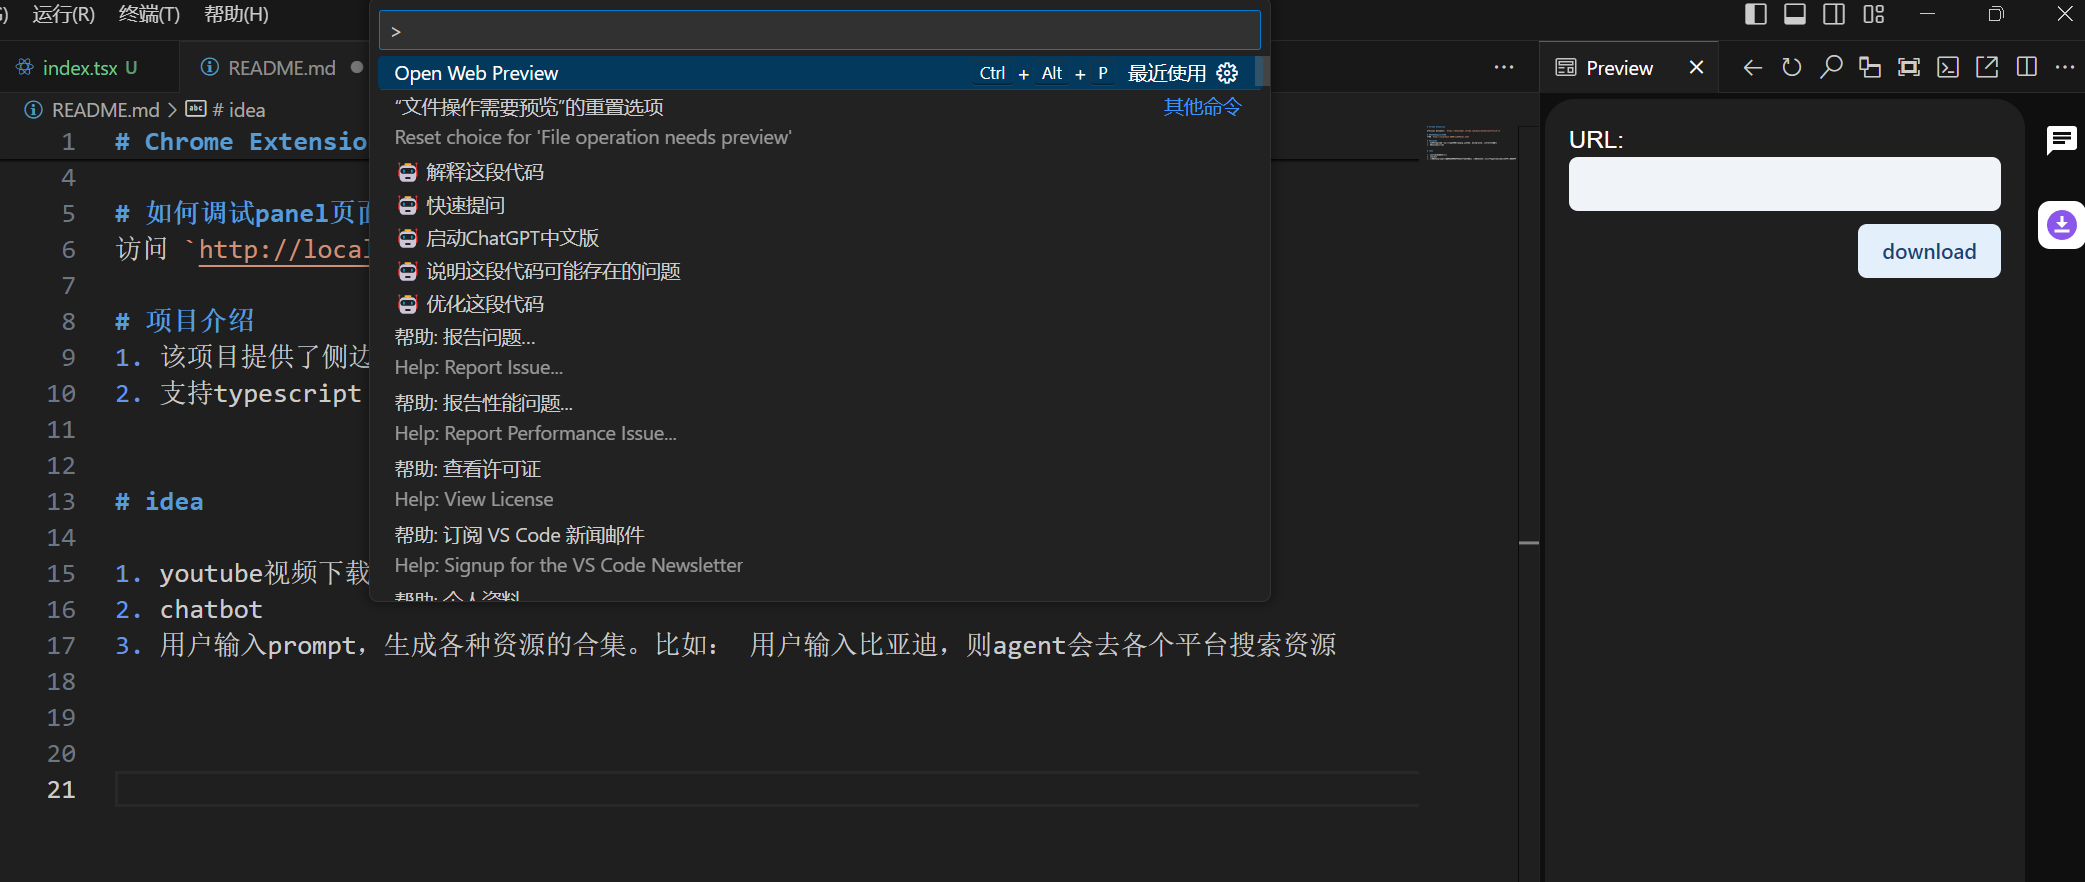 运行(R) 终端(T) 帮助(H)
index.tsx U
README.md
Preview
README.md > # idea
>
Open Web Preview Ctrl + Alt + P 最近使用
“文件操作需要预览”的重置选项 其他命令
Reset choice for 'File operation needs preview'
解释这段代码
快速提问
启动ChatGPT中文版
说明这段代码可能存在的问题
优化这段代码
帮助: 报告问题...
Help: Report Issue...
帮助: 报告性能问题...
Help: Report Performance Issue...
帮助: 查看许可证
Help: View License
帮助: 订阅 VS Code 新闻邮件
Help: Signup for the VS Code Newsletter
帮助: 个人资料
1 # Chrome Extensio
4
5 # 如何调试panel页面
6 访问 `http://local
7
8 # 项目介绍
9 1. 该项目提供了侧边
10 2. 支持typescript
11
12
13 # idea
14
15 1. youtube视频下载
16 2. chatbot
17 3. 用户输入prompt，生成各种资源的合集。比如： 用户输入比亚迪，则agent会去各个平台搜索资源
18
19
20
21
URL:
download